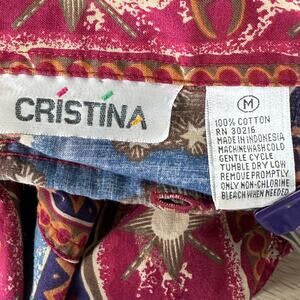 CRISTINA
M
100% COTTON
RN 30216
MADE IN INDONESIA
MACHINE WASH COLD
GENTLE CYCLE
TUMBLE DRY LOW
REMOVE PROMPTLY
ONLY NON-CHLORINE
BLEACH WHEN NEEDED